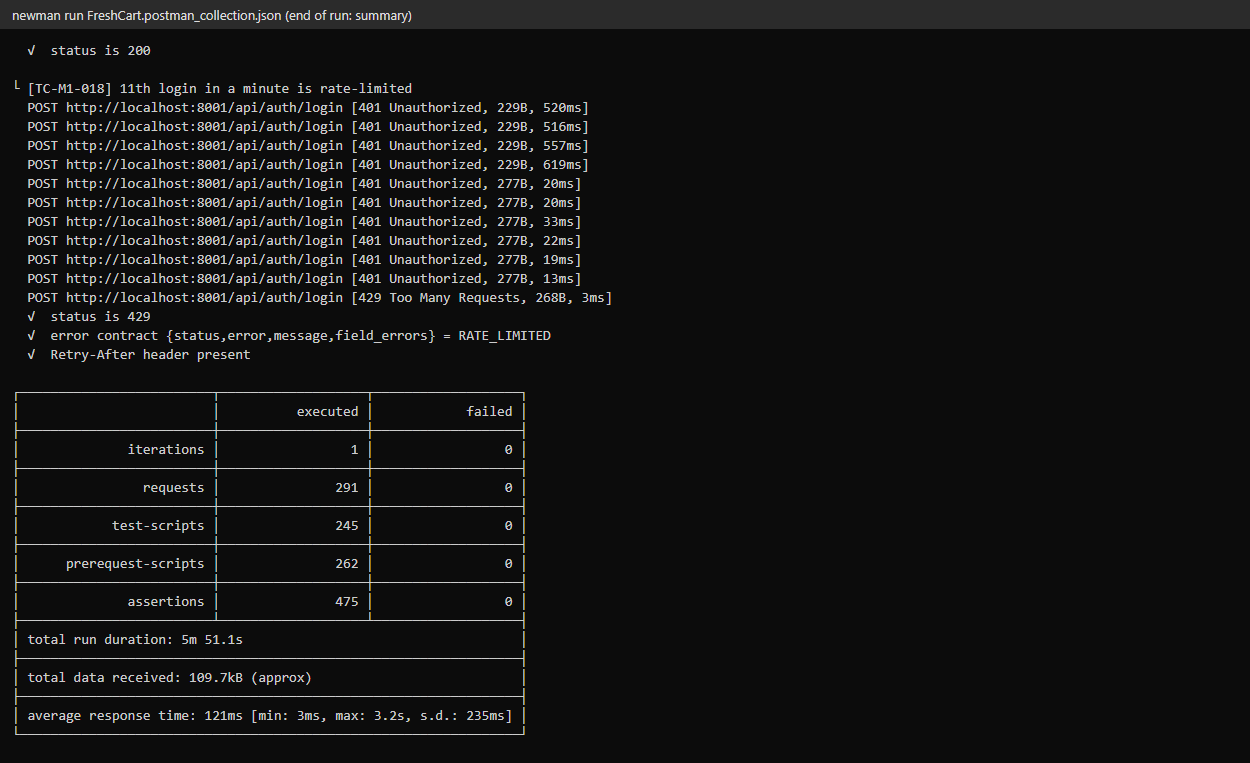 newman run FreshCart.postman_collection.json (end of run: summary)
√ status is 200
└ [TC-M1-018] 11th login in a minute is rate-limited
POST http://localhost:8001/api/auth/login [401 Unauthorized, 229B, 520ms]
POST http://localhost:8001/api/auth/login [401 Unauthorized, 229B, 516ms]
POST http://localhost:8001/api/auth/login [401 Unauthorized, 229B, 557ms]
POST http://localhost:8001/api/auth/login [401 Unauthorized, 229B, 619ms]
POST http://localhost:8001/api/auth/login [401 Unauthorized, 277B, 20ms]
POST http://localhost:8001/api/auth/login [401 Unauthorized, 277B, 20ms]
POST http://localhost:8001/api/auth/login [401 Unauthorized, 277B, 33ms]
POST http://localhost:8001/api/auth/login [401 Unauthorized, 277B, 22ms]
POST http://localhost:8001/api/auth/login [401 Unauthorized, 277B, 19ms]
POST http://localhost:8001/api/auth/login [401 Unauthorized, 277B, 13ms]
POST http://localhost:8001/api/auth/login [429 Too Many Requests, 268B, 3ms]
√ status is 429
√ error contract {status,error,message,field_errors} = RATE_LIMITED
√ Retry-After header present
executed failed
iterations 1 0
requests 291 0
test-scripts 245 0
prerequest-scripts 262 0
assertions 475 0
total run duration: 5m 51.1s
total data received: 109.7kB (approx)
average response time: 121ms [min: 3ms, max: 3.2s, s.d.: 235ms]